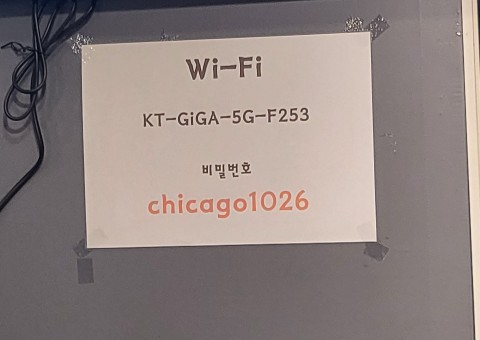 Wi-Fi
KT-GiGA-5G-F253
비밀번호
chicago1026